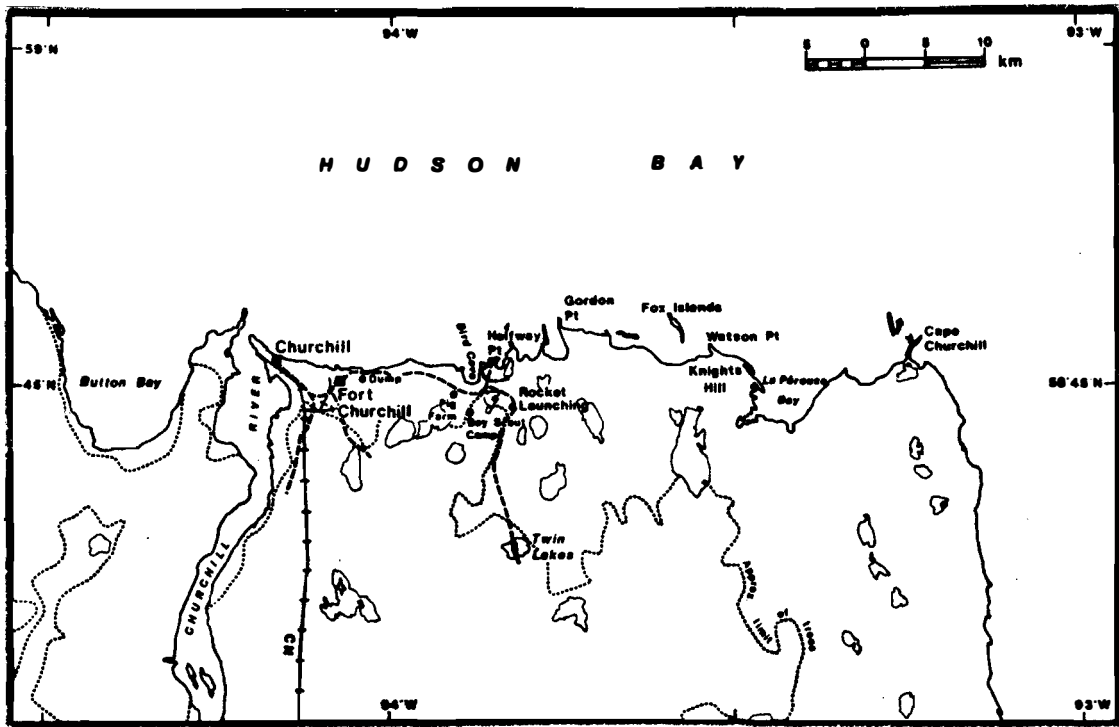 94°W
93°W
59°N
5 0 5 10 km
HUDSON BAY
Gordon
Pt
Fox Islands
Bird Cove
Halfway
Pt
Watson Pt
Cape
Churchill
Churchill
Button Bay
Dump
Knights
Hill
La Pérouse
Bay
58°45'N
Fort
Churchill
Pig
Farm
Rocket
Launching
Boy Scout
Camp
RIVER
Twin
Lakes
CHURCHILL
Approx
limit of trees
CN
94°W
93°W